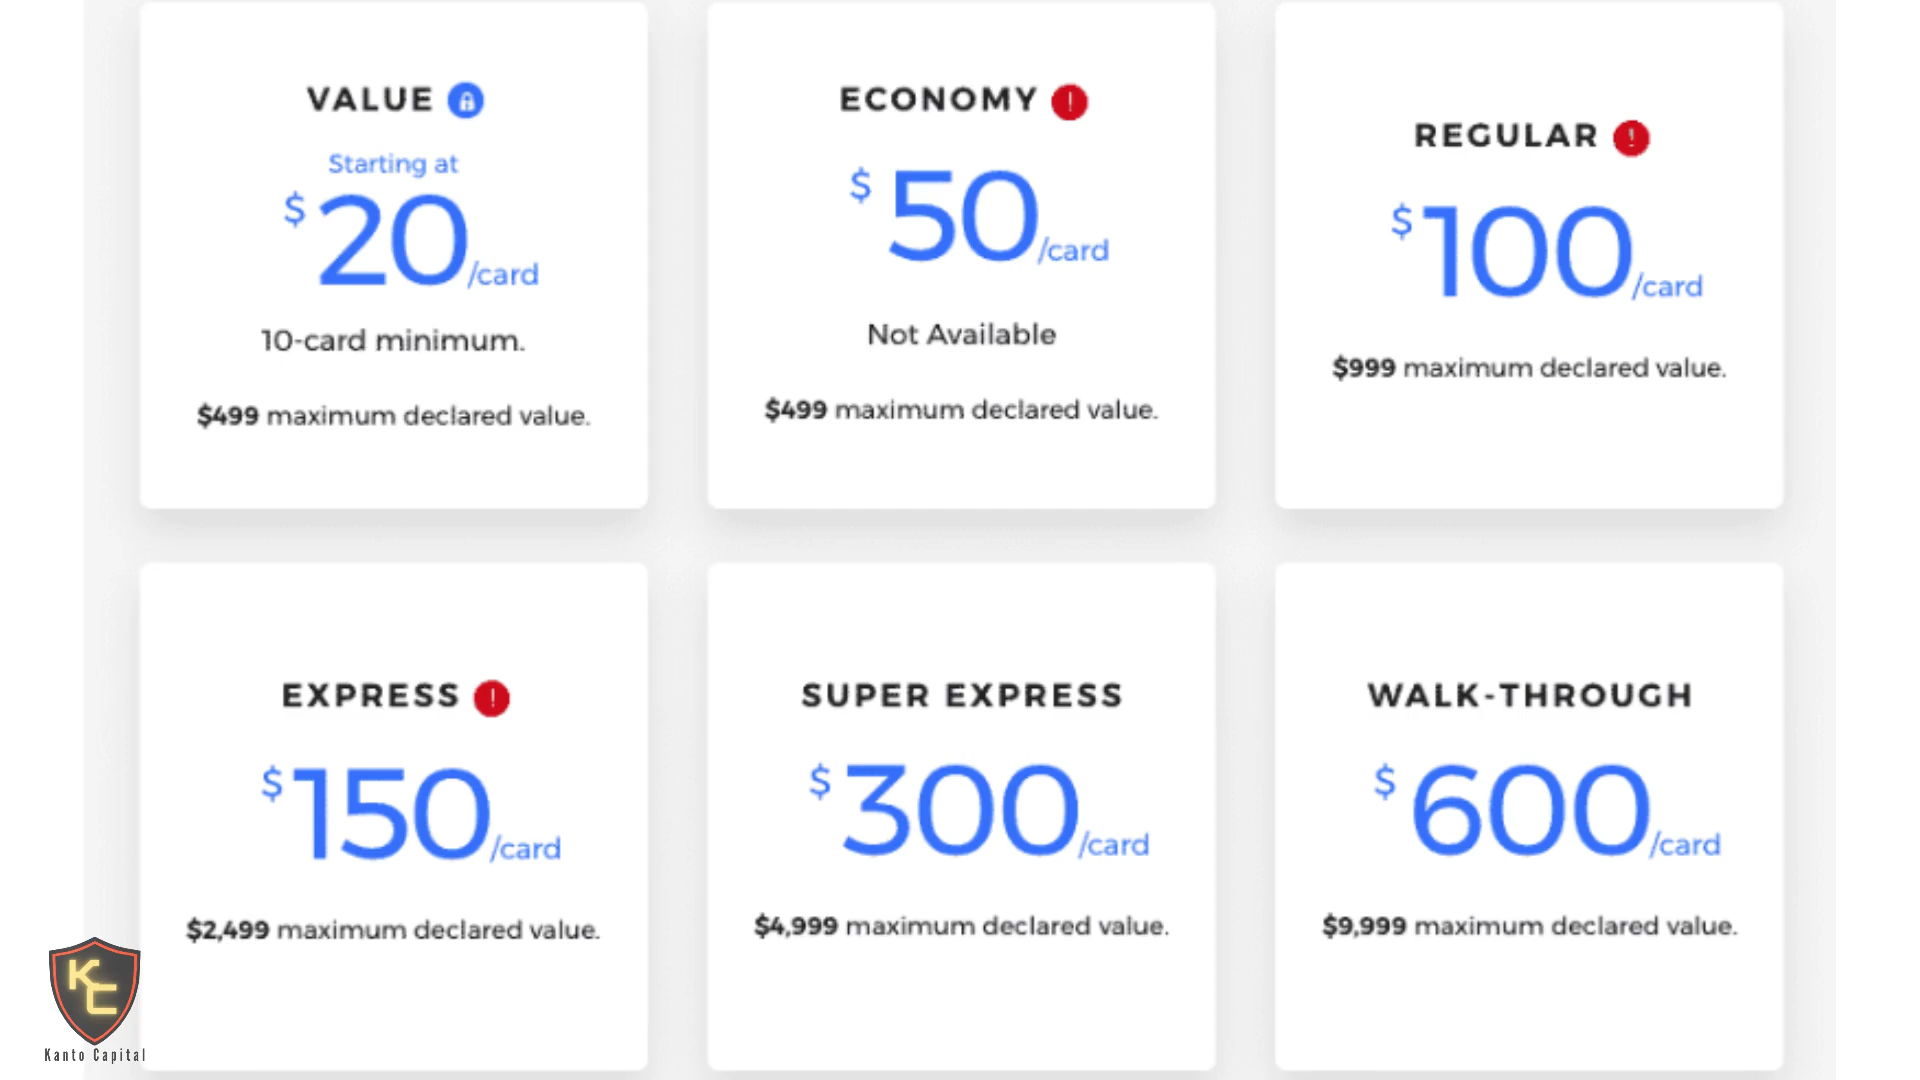 VALUE
Starting at
$20/card
10-card minimum.
$499 maximum declared value.
ECONOMY !
$50/card
Not Available
$499 maximum declared value.
REGULAR !
$100/card
$999 maximum declared value.
EXPRESS !
$150/card
$2,499 maximum declared value.
SUPER EXPRESS
$300/card
$4,999 maximum declared value.
WALK-THROUGH
$600/card
$9,999 maximum declared value.
KC
Kanto Capital